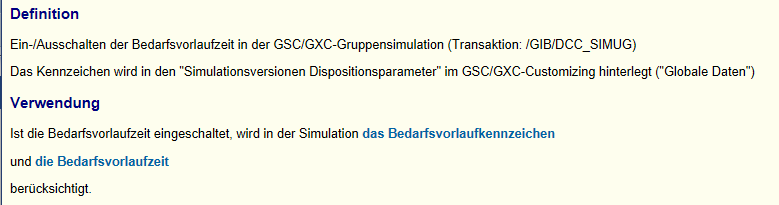 Definition
Ein-/Ausschalten der Bedarfsvorlaufzeit in der GSC/GXC-Gruppensimulation (Transaktion: /GIB/DCC_SIMUG)
Das Kennzeichen wird in den "Simulationsversionen Dispositionsparameter" im GSC/GXC-Customizing hinterlegt ("Globale Daten")
Verwendung
Ist die Bedarfsvorlaufzeit eingeschaltet, wird in der Simulation das Bedarfsvorlaufkennzeichen
und die Bedarfsvorlaufzeit
berücksichtigt.